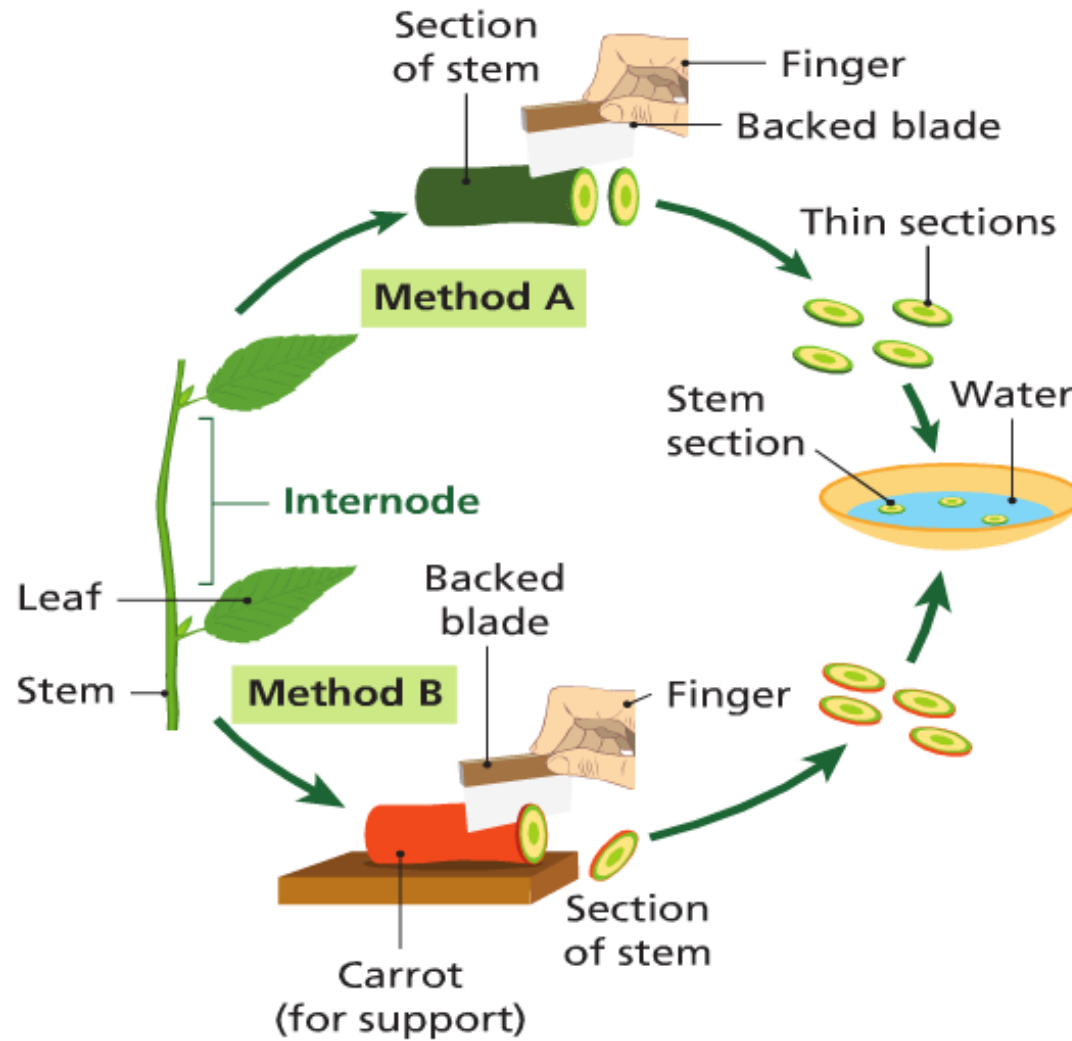 Section
of stem
Finger
Backed blade
Thin sections
Method A
Stem
section
Water
Internode
Leaf
Backed
blade
Stem
Method B
Finger
Section
of stem
Carrot
(for support)